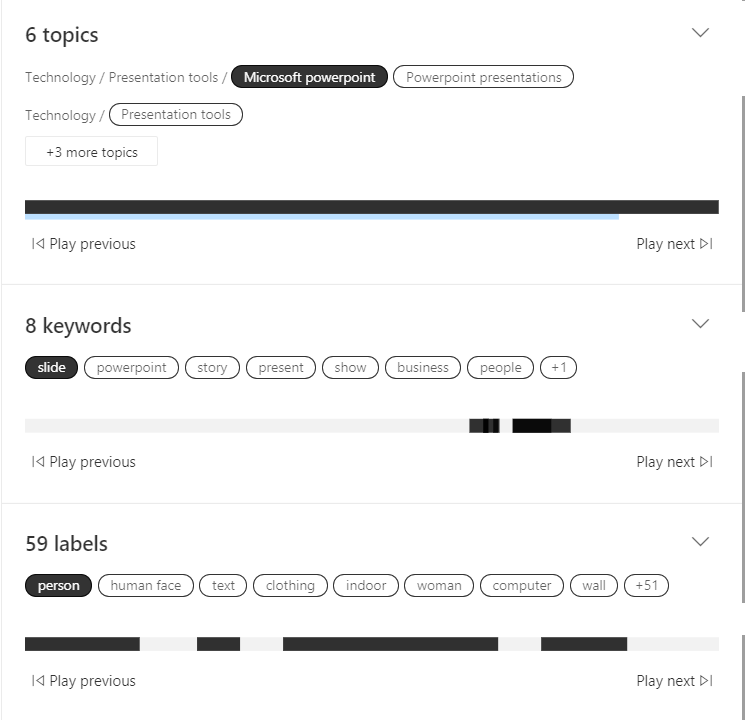 6 topics
Technology / Presentation tools / Microsoft powerpoint Powerpoint presentations
Technology / Presentation tools
+3 more topics
Play previous Play next
8 keywords
slide powerpoint story present show business people +1
Play previous Play next
59 labels
person human face text clothing indoor woman computer wall +51
Play previous Play next